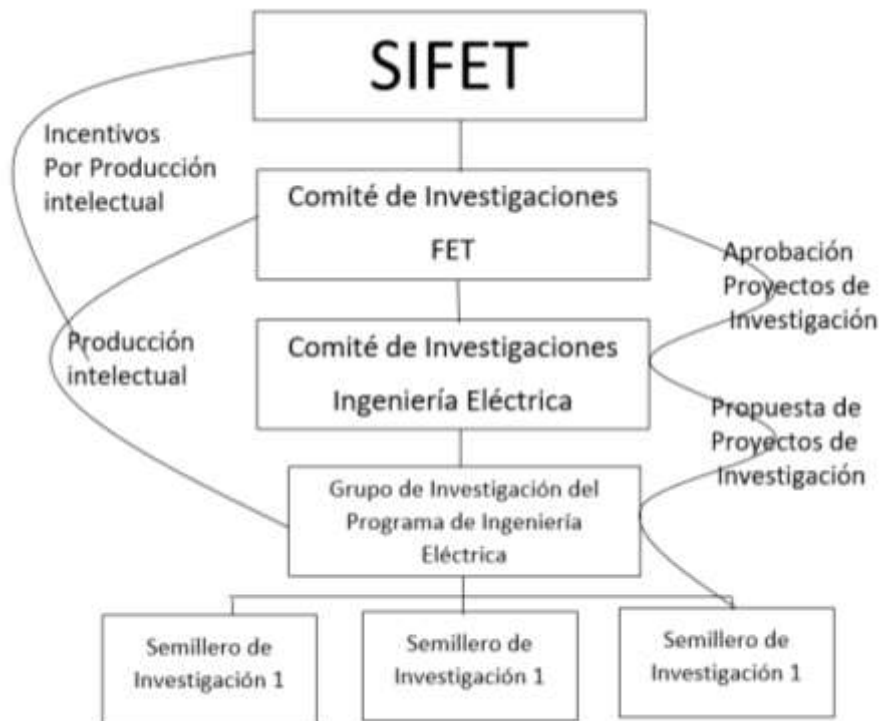 SIFET
Incentivos
Por Producción
intelectual
Comité de Investigaciones
FET
Aprobación
Proyectos de
Investigación
Producción
intelectual
Comité de Investigaciones
Ingeniería Eléctrica
Propuesta de
Proyectos de
Investigación
Grupo de Investigación del
Programa de Ingeniería
Eléctrica
Semillero de
Investigación 1
Semillero de
Investigación 1
Semillero de
Investigación 1